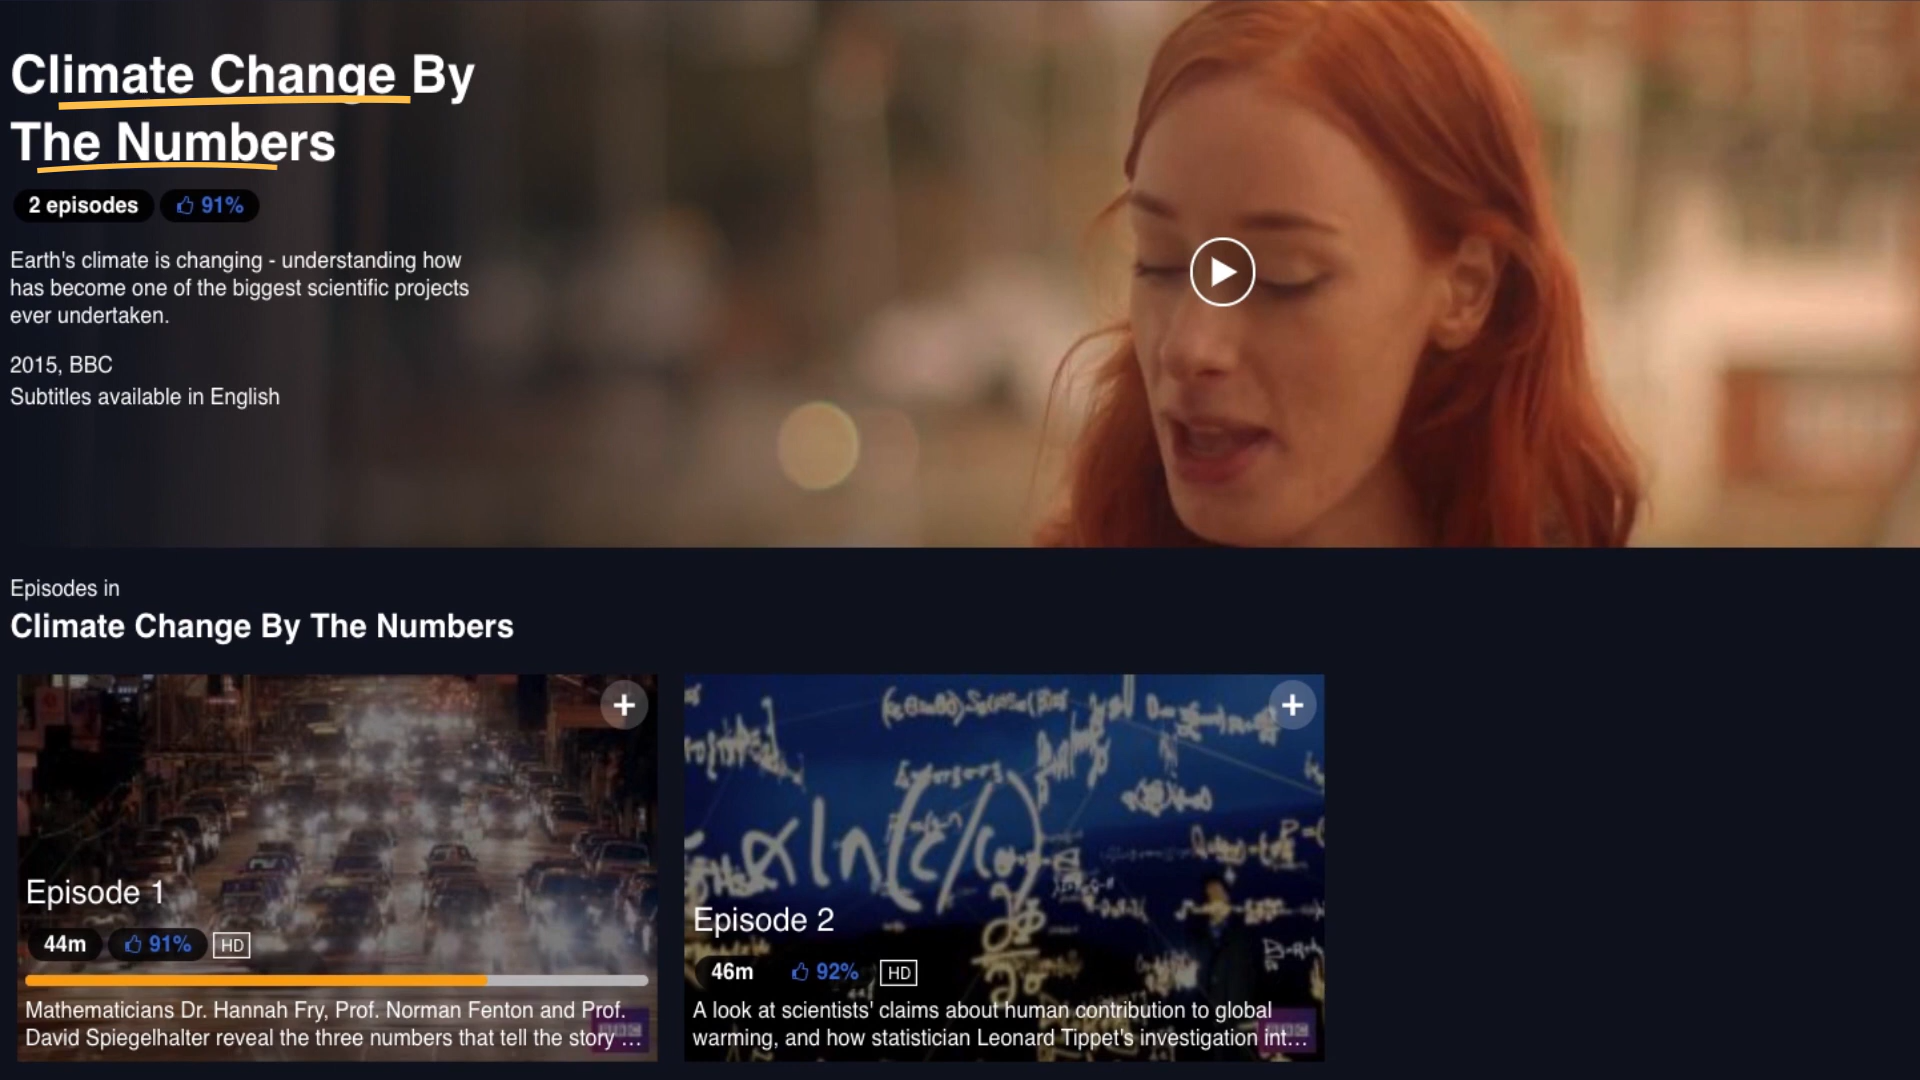 Climate Change By
The Numbers
2 episodes
91%
Earth's climate is changing - understanding how
has become one of the biggest scientific projects
ever undertaken.
2015, BBC
Subtitles available in English
Episodes in
Climate Change By The Numbers
Episode 1
44m
91%
HD
Mathematicians Dr. Hannah Fry, Prof. Norman Fenton and Prof.
David Spiegelhalter reveal the three numbers that tell the story ...
αln(C/C₀)
Episode 2
46m
92%
HD
A look at scientists' claims about human contribution to global
warming, and how statistician Leonard Tippet's investigation int...